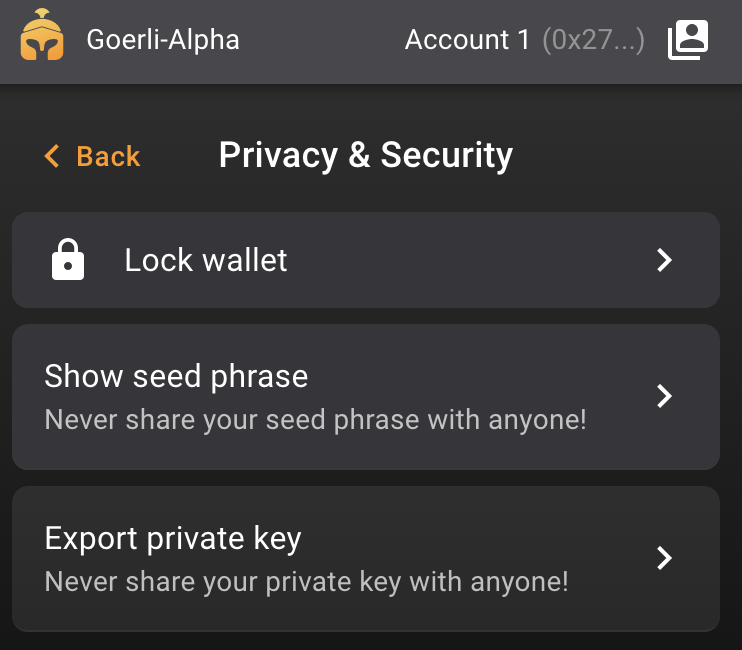 Goerli-Alpha
Account 1 (0x27...)
Back
Privacy & Security
Lock wallet
Show seed phrase
Never share your seed phrase with anyone!
Export private key
Never share your private key with anyone!